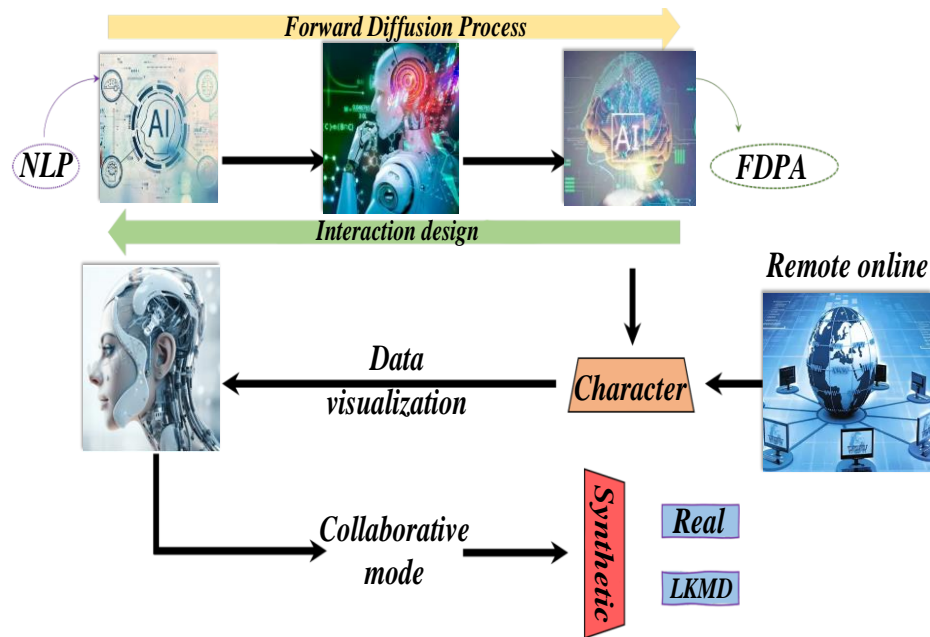 Forward Diffusion Process
NLP
AI
AI
FDPA
Interaction design
Remote online
Data
visualization
Character
Collaborative
mode
Synthetic
Real
LKMD